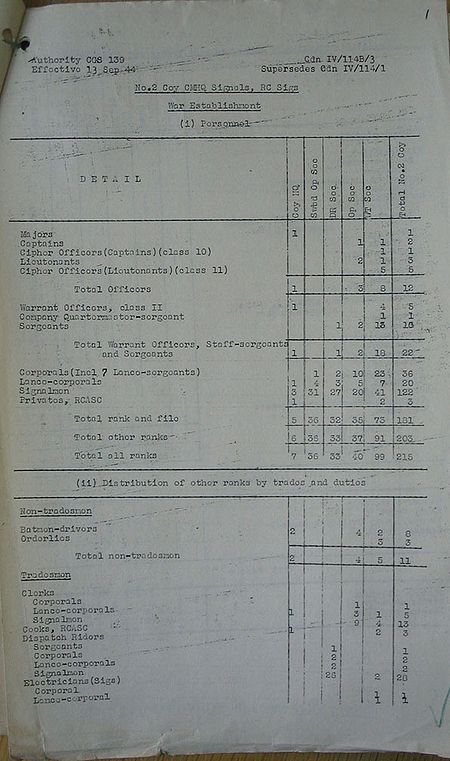 1
Authority COS 139 Cdn IV/114B/3
Effective 13 Sep 44 Supersedes Cdn IV/114/1
No.2 Coy CMHQ Signals, RC Sigs
War Establishment
(i) Personnel
DETAIL Coy HQ Swbd Op Sec DR Sec Op Sec T/T Sec Total No.2 Coy
Majors 1 1
Captains 1 1 2
Cipher Officers(Captains)(class 10) 1 1
Lieutenants 2 1 3
Cipher Officers(Lieutenants)(class 11) 5 5
Total Officers 1 3 8 12
Warrant Officers, class II 1 4 5
Company Quartermaster-sergeant 1 1
Sergeants 1 2 13 16
Total Warrant Officers, Staff-sergeants
and Sergeants 1 1 2 18 22
Corporals(Incl 7 Lance-sergeants) 1 2 10 23 36
Lance-corporals 1 4 3 5 7 20
Signalmen 3 31 27 20 41 122
Privates, RCASC 1 2 3
Total rank and file 5 36 32 35 73 181
Total other ranks 6 36 33 37 91 203
Total all ranks 7 36 33 40 99 215
(ii) Distribution of other ranks by trades and duties
Non-tradesmen
Batmen-drivers 2 4 2 8
Orderlies 3 3
Total non-tradesmen 2 4 5 11
Tradesmen
Clerks
Corporals 1 1
Lance-corporals 1 3 1 5
Signalmen 9 4 13
Cooks, RCASC 1 2 3
Dispatch Riders
Sergeants 1 1
Corporals 2 2
Lance-corporals 2 2
Signalmen 26 2 28
Electricians(Sigs)
Corporal 1 1
Lance-corporal 1 1